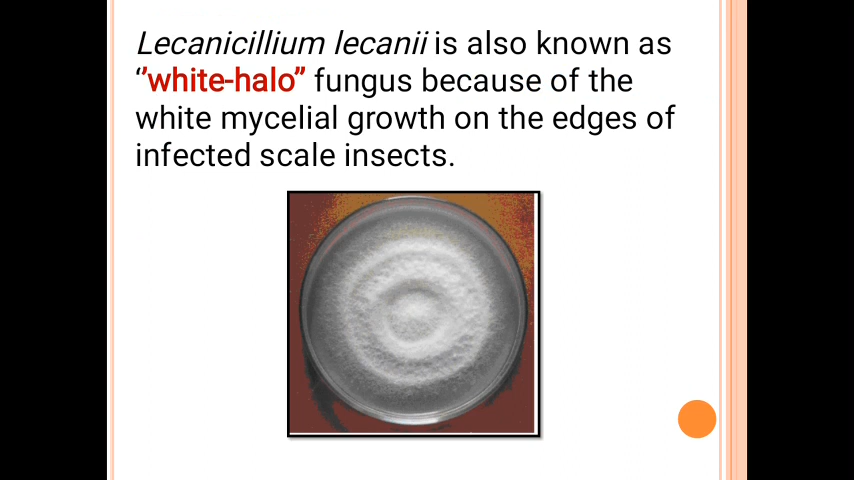 Lecanicillium lecanii is also known as
‘’white-halo” fungus because of the
white mycelial growth on the edges of
infected scale insects.